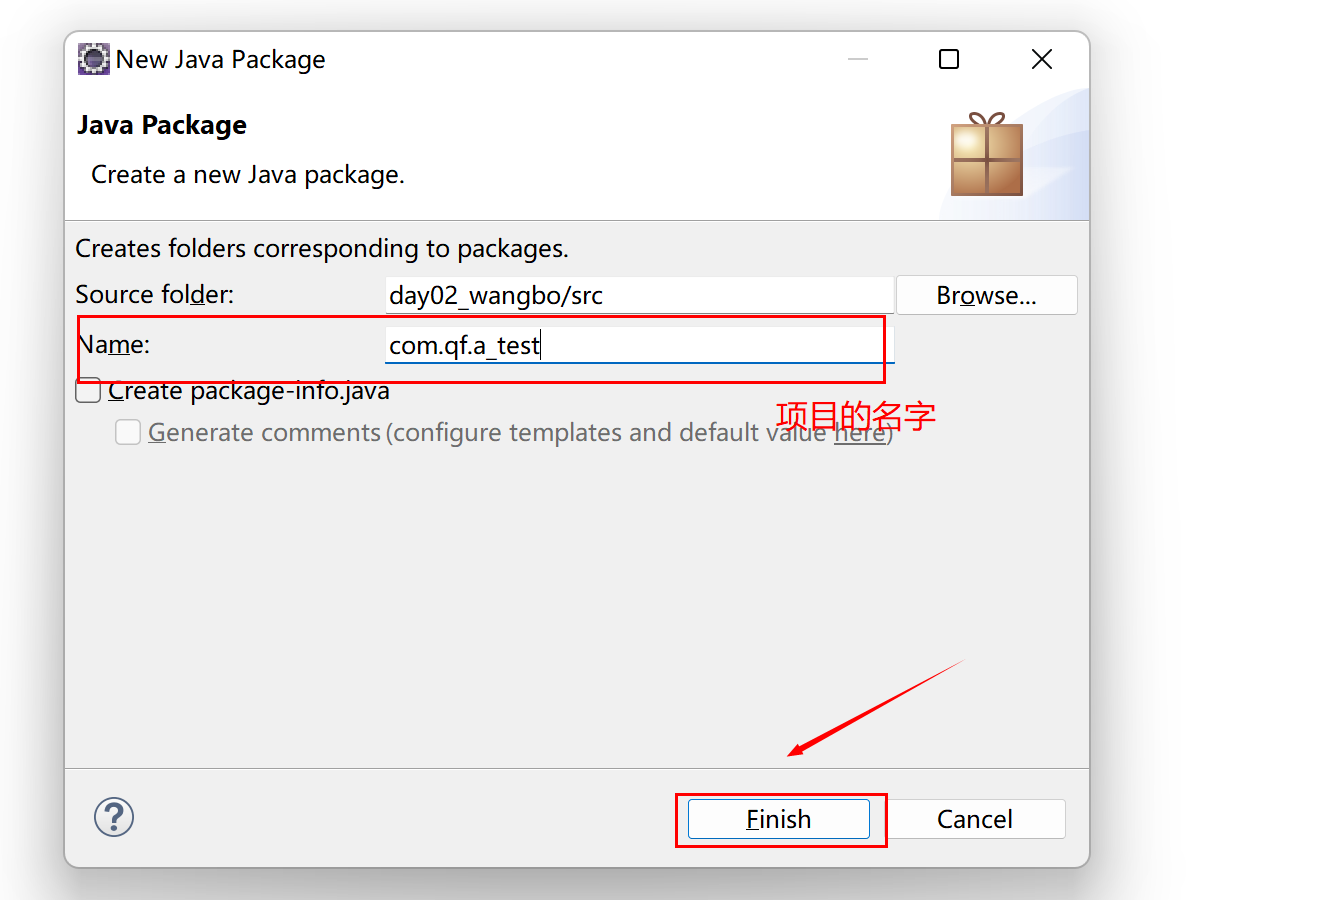 New Java Package
Java Package
Create a new Java package.
Creates folders corresponding to packages.
Source folder: day02_wangbo/src Browse...
Name: com.qf.a_test
Create package-info.java
项目的名字
Generate comments (configure templates and default value here)
? Finish Cancel